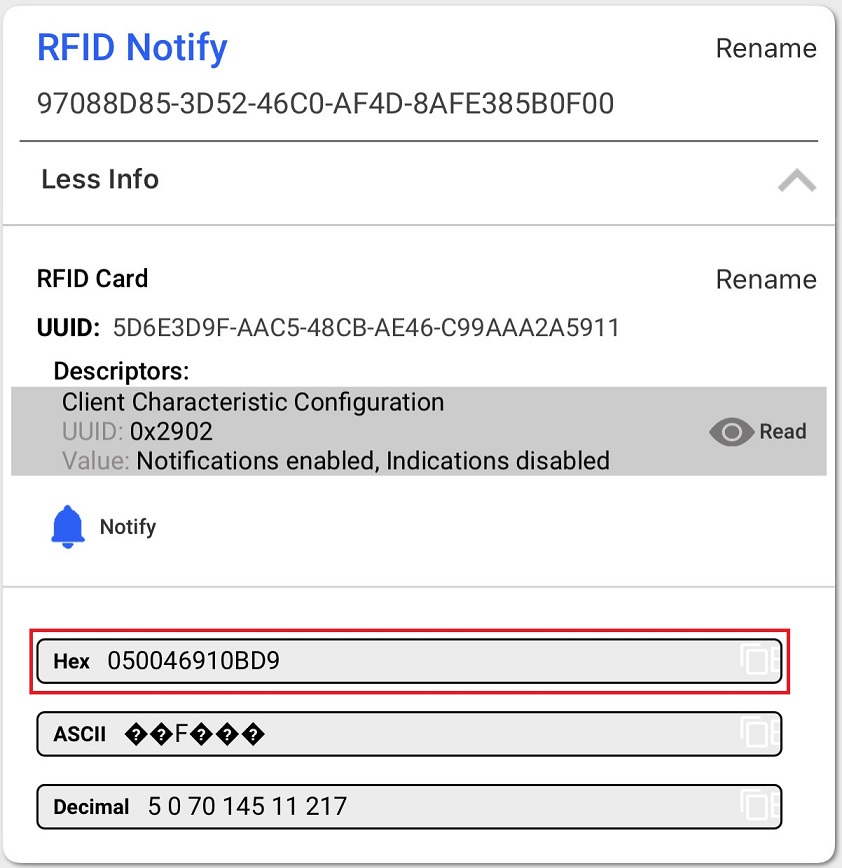 RFID Notify Rename
97088D85-3D52-46C0-AF4D-8AFE385B0F00
Less Info
RFID Card Rename
UUID: 5D6E3D9F-AAC5-48CB-AE46-C99AAA2A5911
Descriptors:
Client Characteristic Configuration
UUID: 0x2902
Read
Value: Notifications enabled, Indications disabled
Notify
Hex 050046910BD9
ASCII ��F���
Decimal 5 0 70 145 11 217